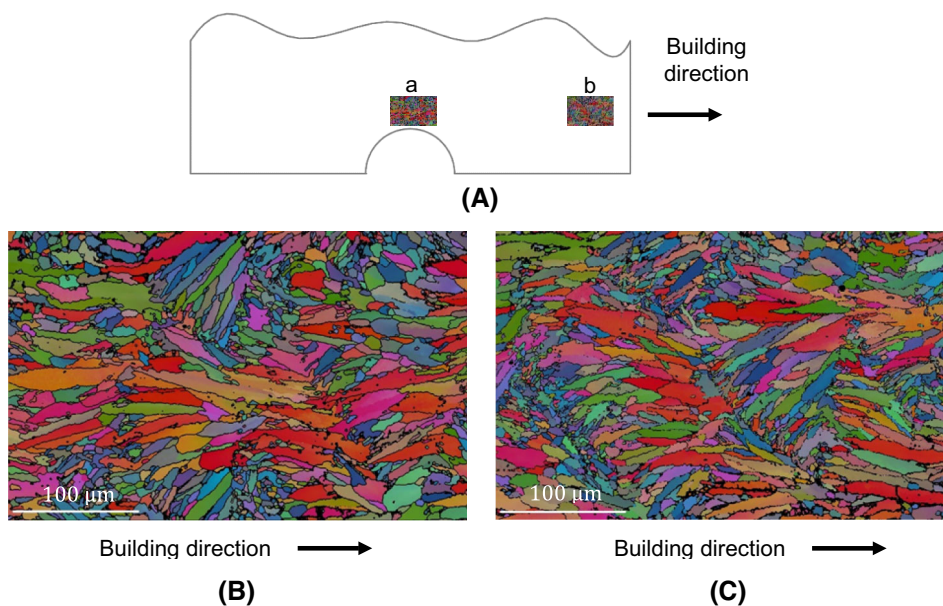 a
b
Building
direction
(A)
100 μm
100 μm
Building direction
Building direction
(B)
(C)